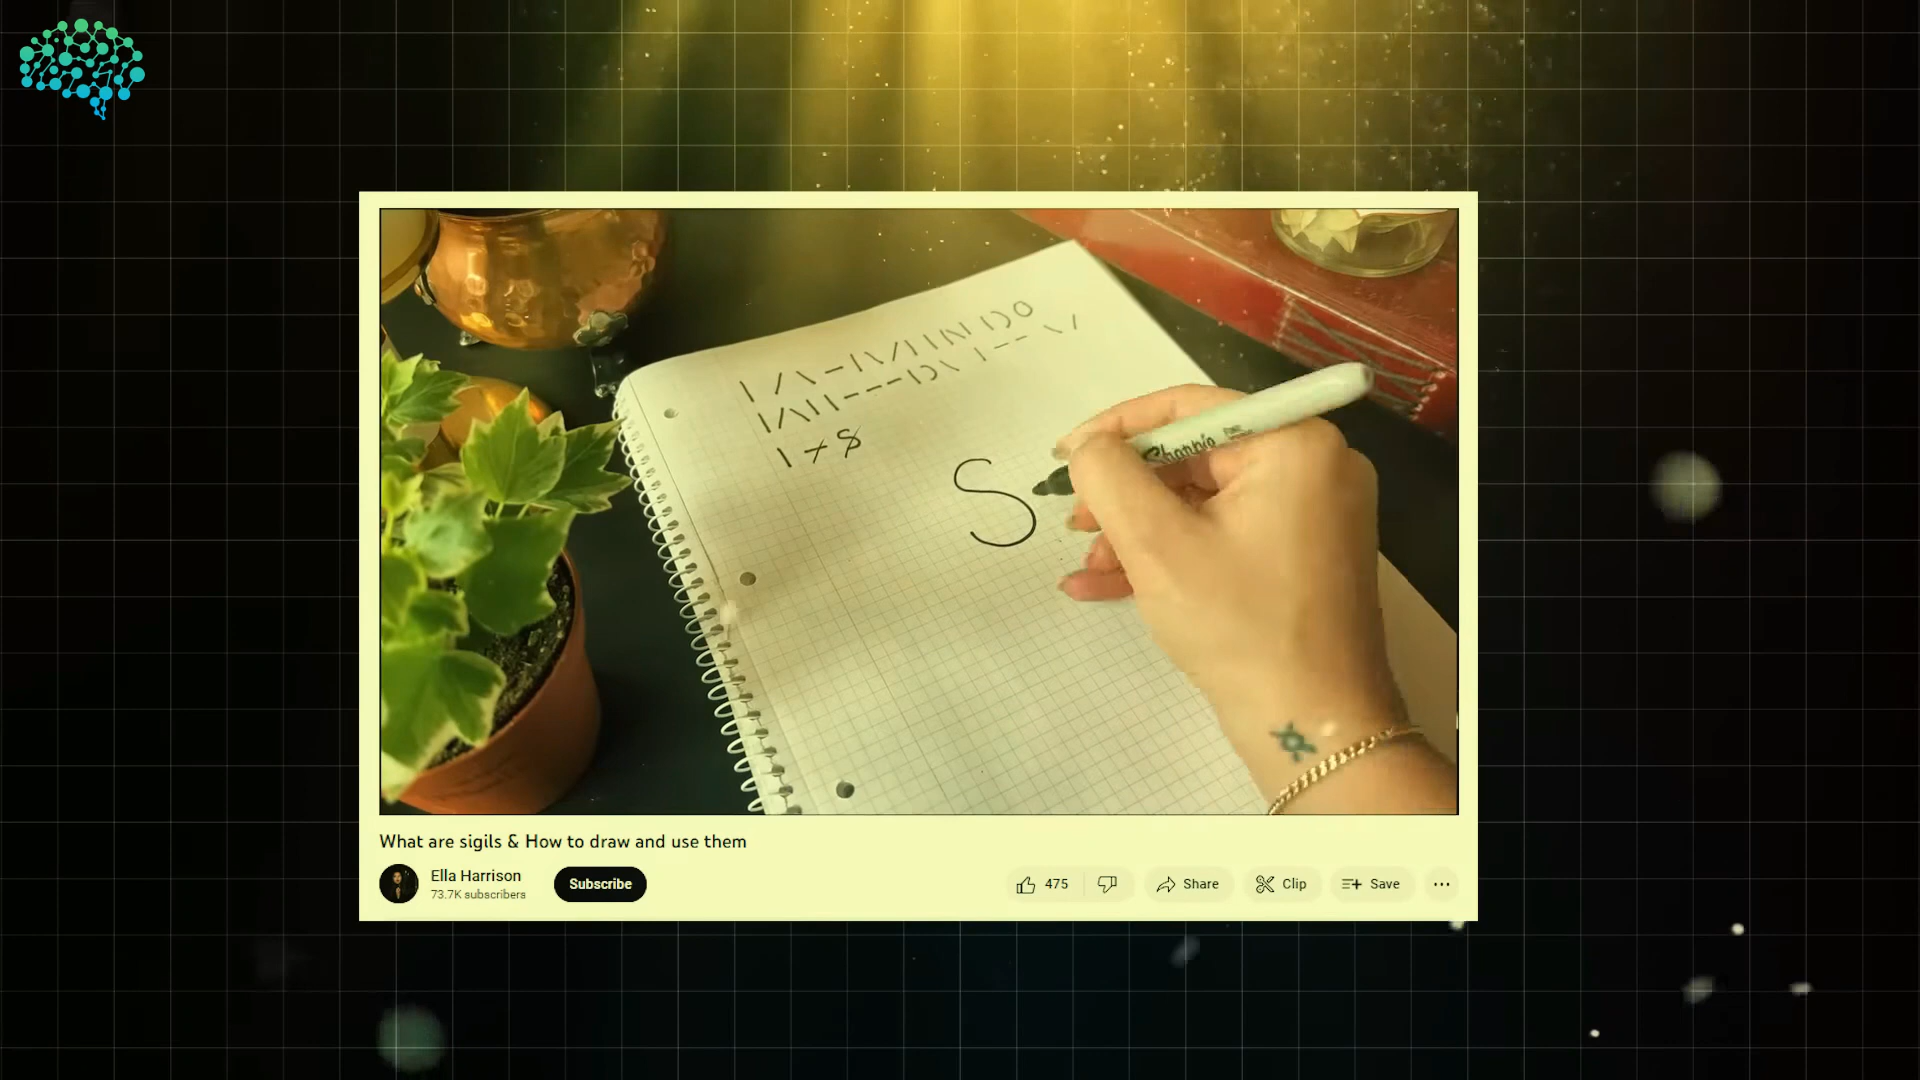 S
Sharpie
What are sigils & How to draw and use them
Ella Harrison
73.7K subscribers
Subscribe
475
Share
Clip
Save